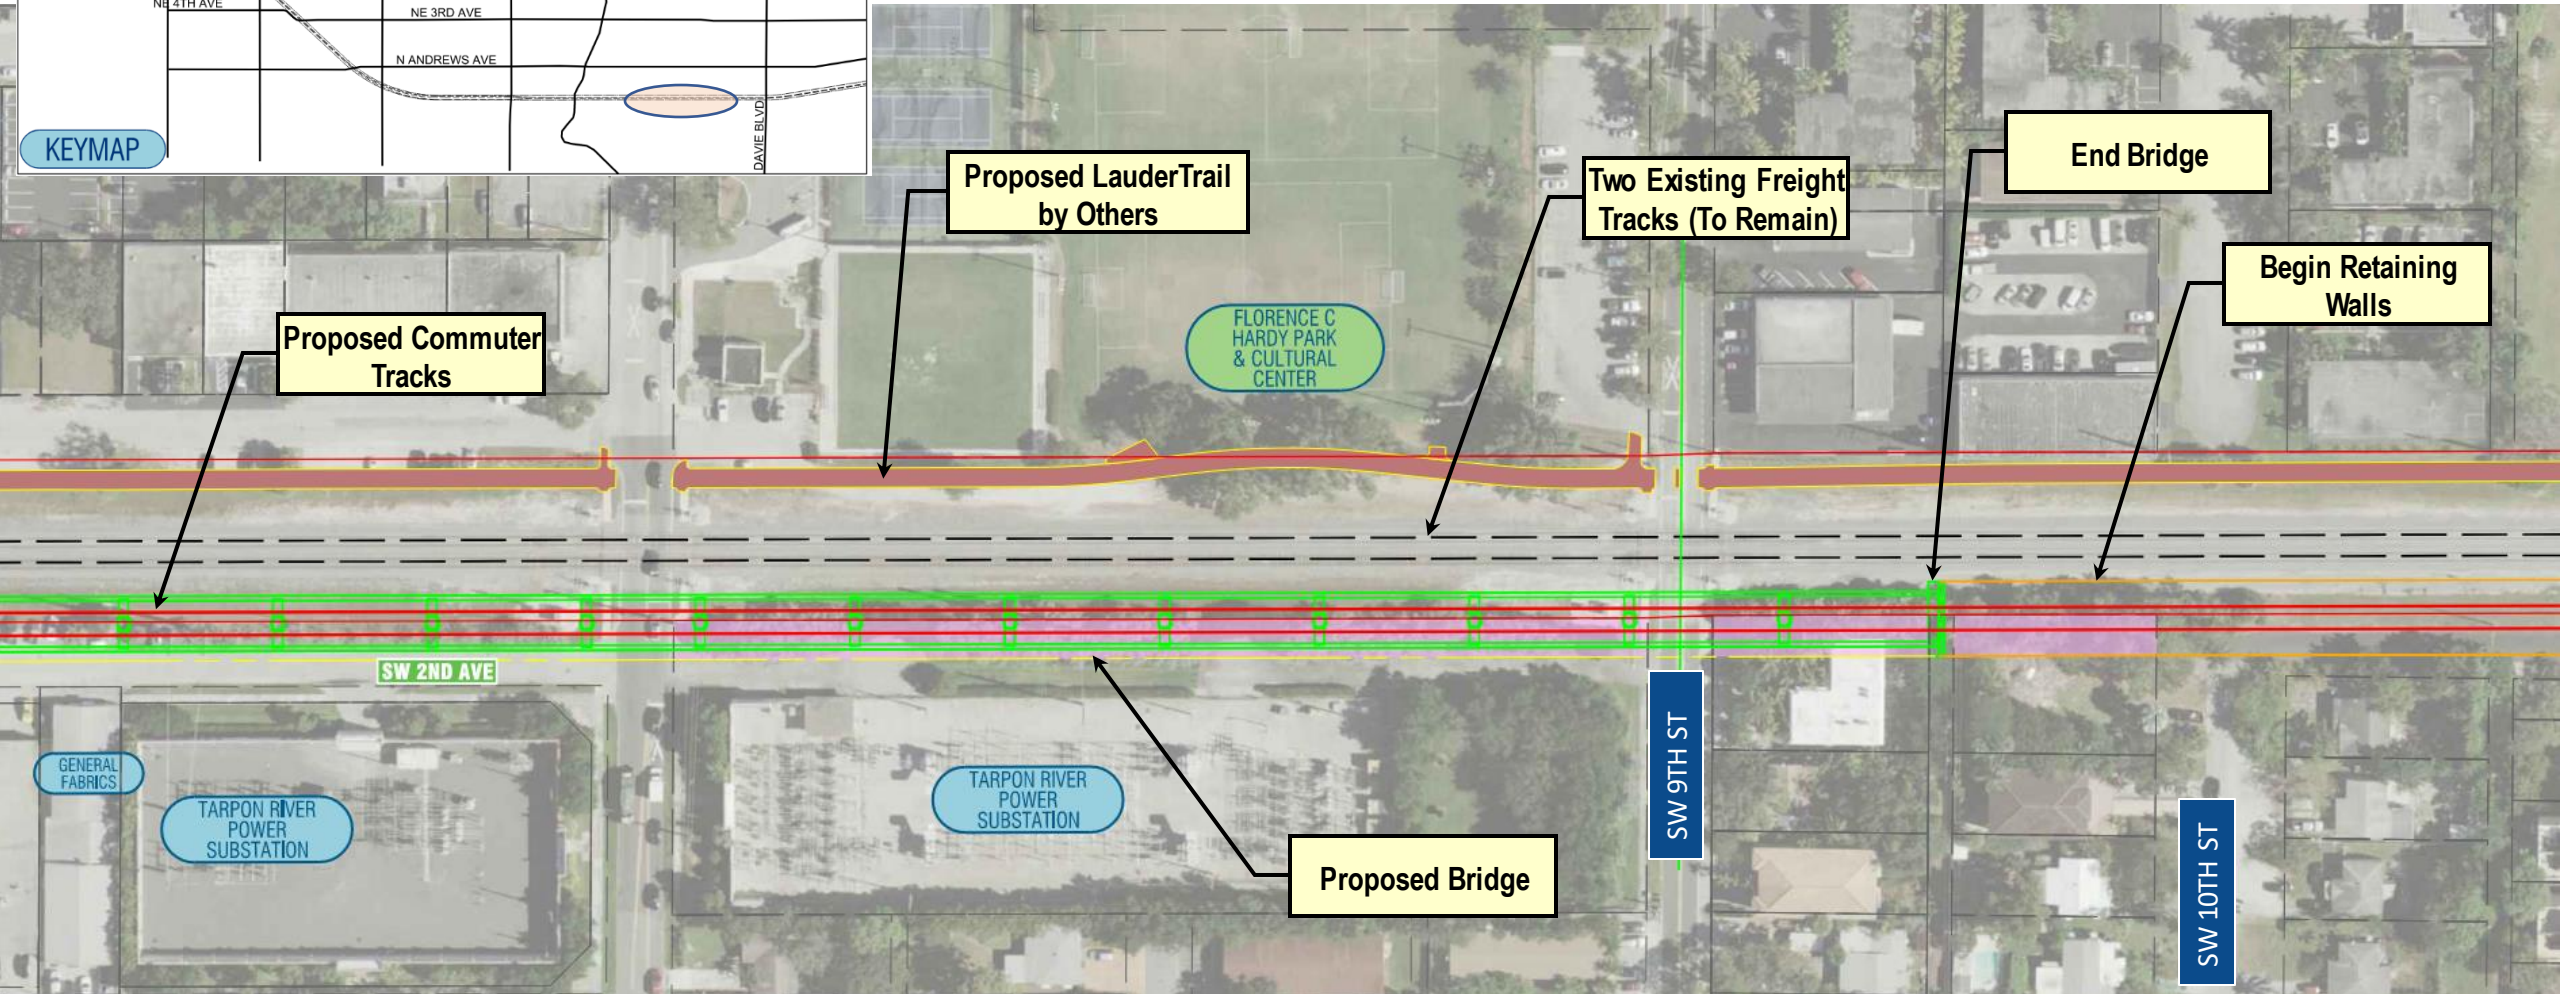 NE 4TH AVE
NE 3RD AVE
N ANDREWS AVE
DAVIE BLVD
KEYMAP
Proposed LauderTrail
by Others
Two Existing Freight
Tracks (To Remain)
End Bridge
Begin Retaining
Walls
Proposed Commuter
Tracks
FLORENCE C
HARDY PARK
& CULTURAL
CENTER
SW 2ND AVE
GENERAL
FABRICS
TARPON RIVER
POWER
SUBSTATION
TARPON RIVER
POWER
SUBSTATION
Proposed Bridge
SW 9TH ST
SW 10TH ST